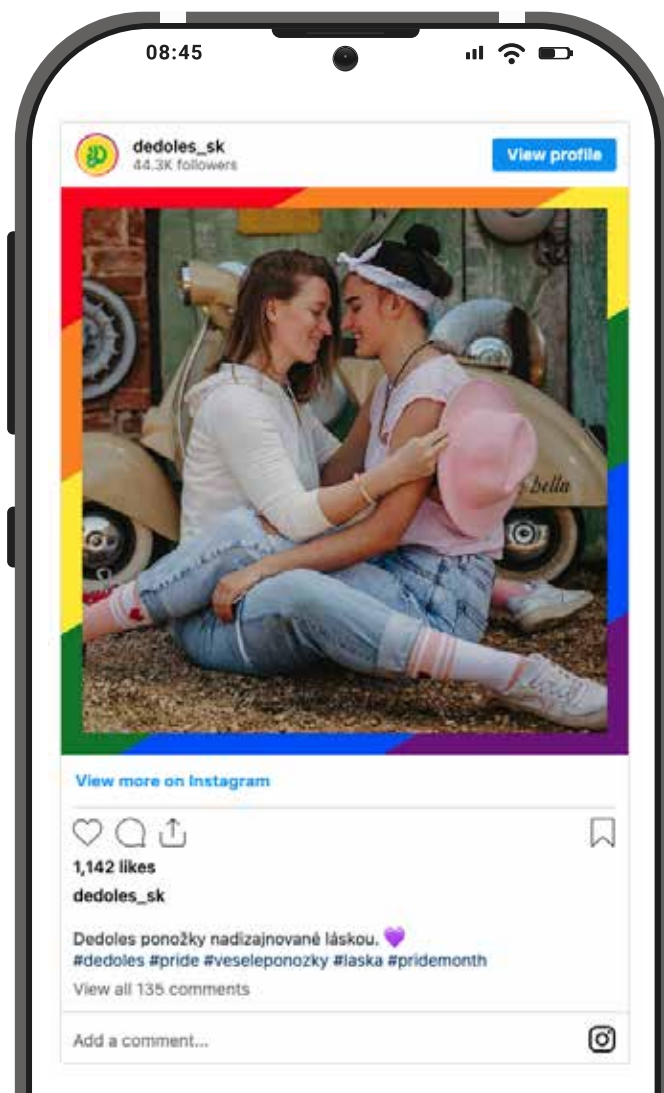 08:45
dedoles_sk
44.3K followers
View profile
bella
View more on Instagram
1,142 likes
dedoles_sk
Dedoles ponožky nadizajnované láskou. 💜
#dedoles #pride #veseleponozky #laska #pridemonth
View all 135 comments
Add a comment...